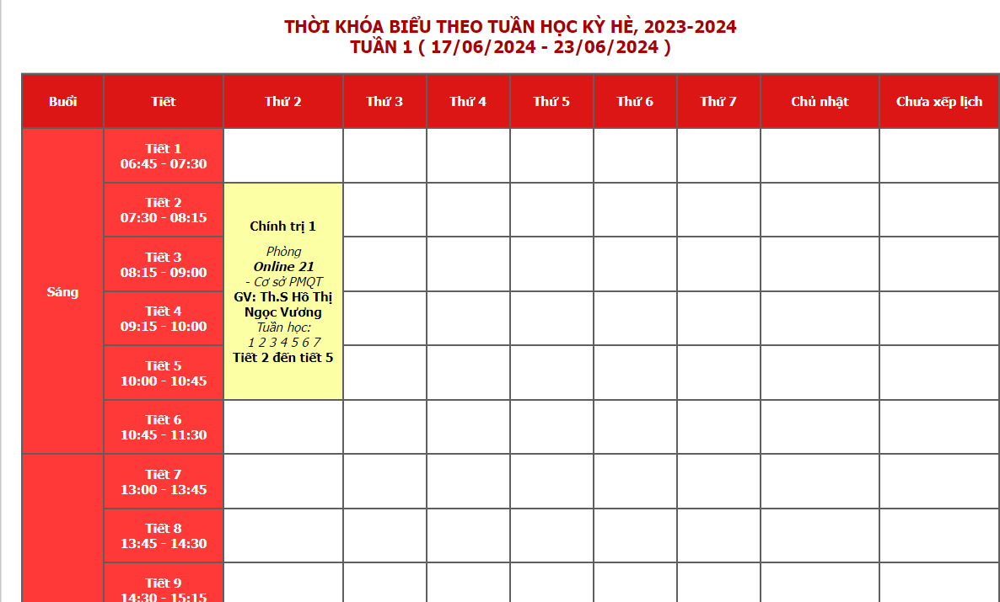 THỜI KHÓA BIỂU THEO TUẦN HỌC KỲ HÈ, 2023-2024
TUẦN 1 ( 17/06/2024 - 23/06/2024 )
Buổi Tiết Thứ 2 Thứ 3 Thứ 4 Thứ 5 Thứ 6 Thứ 7 Chủ nhật Chưa xếp lịch
Sáng
Tiết 1
06:45 - 07:30
Tiết 2
07:30 - 08:15
Tiết 3
08:15 - 09:00
Tiết 4
09:15 - 10:00
Tiết 5
10:00 - 10:45
Tiết 6
10:45 - 11:30
Chính trị 1
Phòng
Online 21
- Cơ sở PMQT
GV: Th.S Hồ Thị
Ngọc Vương
Tuần học:
1 2 3 4 5 6 7
Tiết 2 đến tiết 5
Tiết 7
13:00 - 13:45
Tiết 8
13:45 - 14:30
Tiết 9
14:30 - 15:15